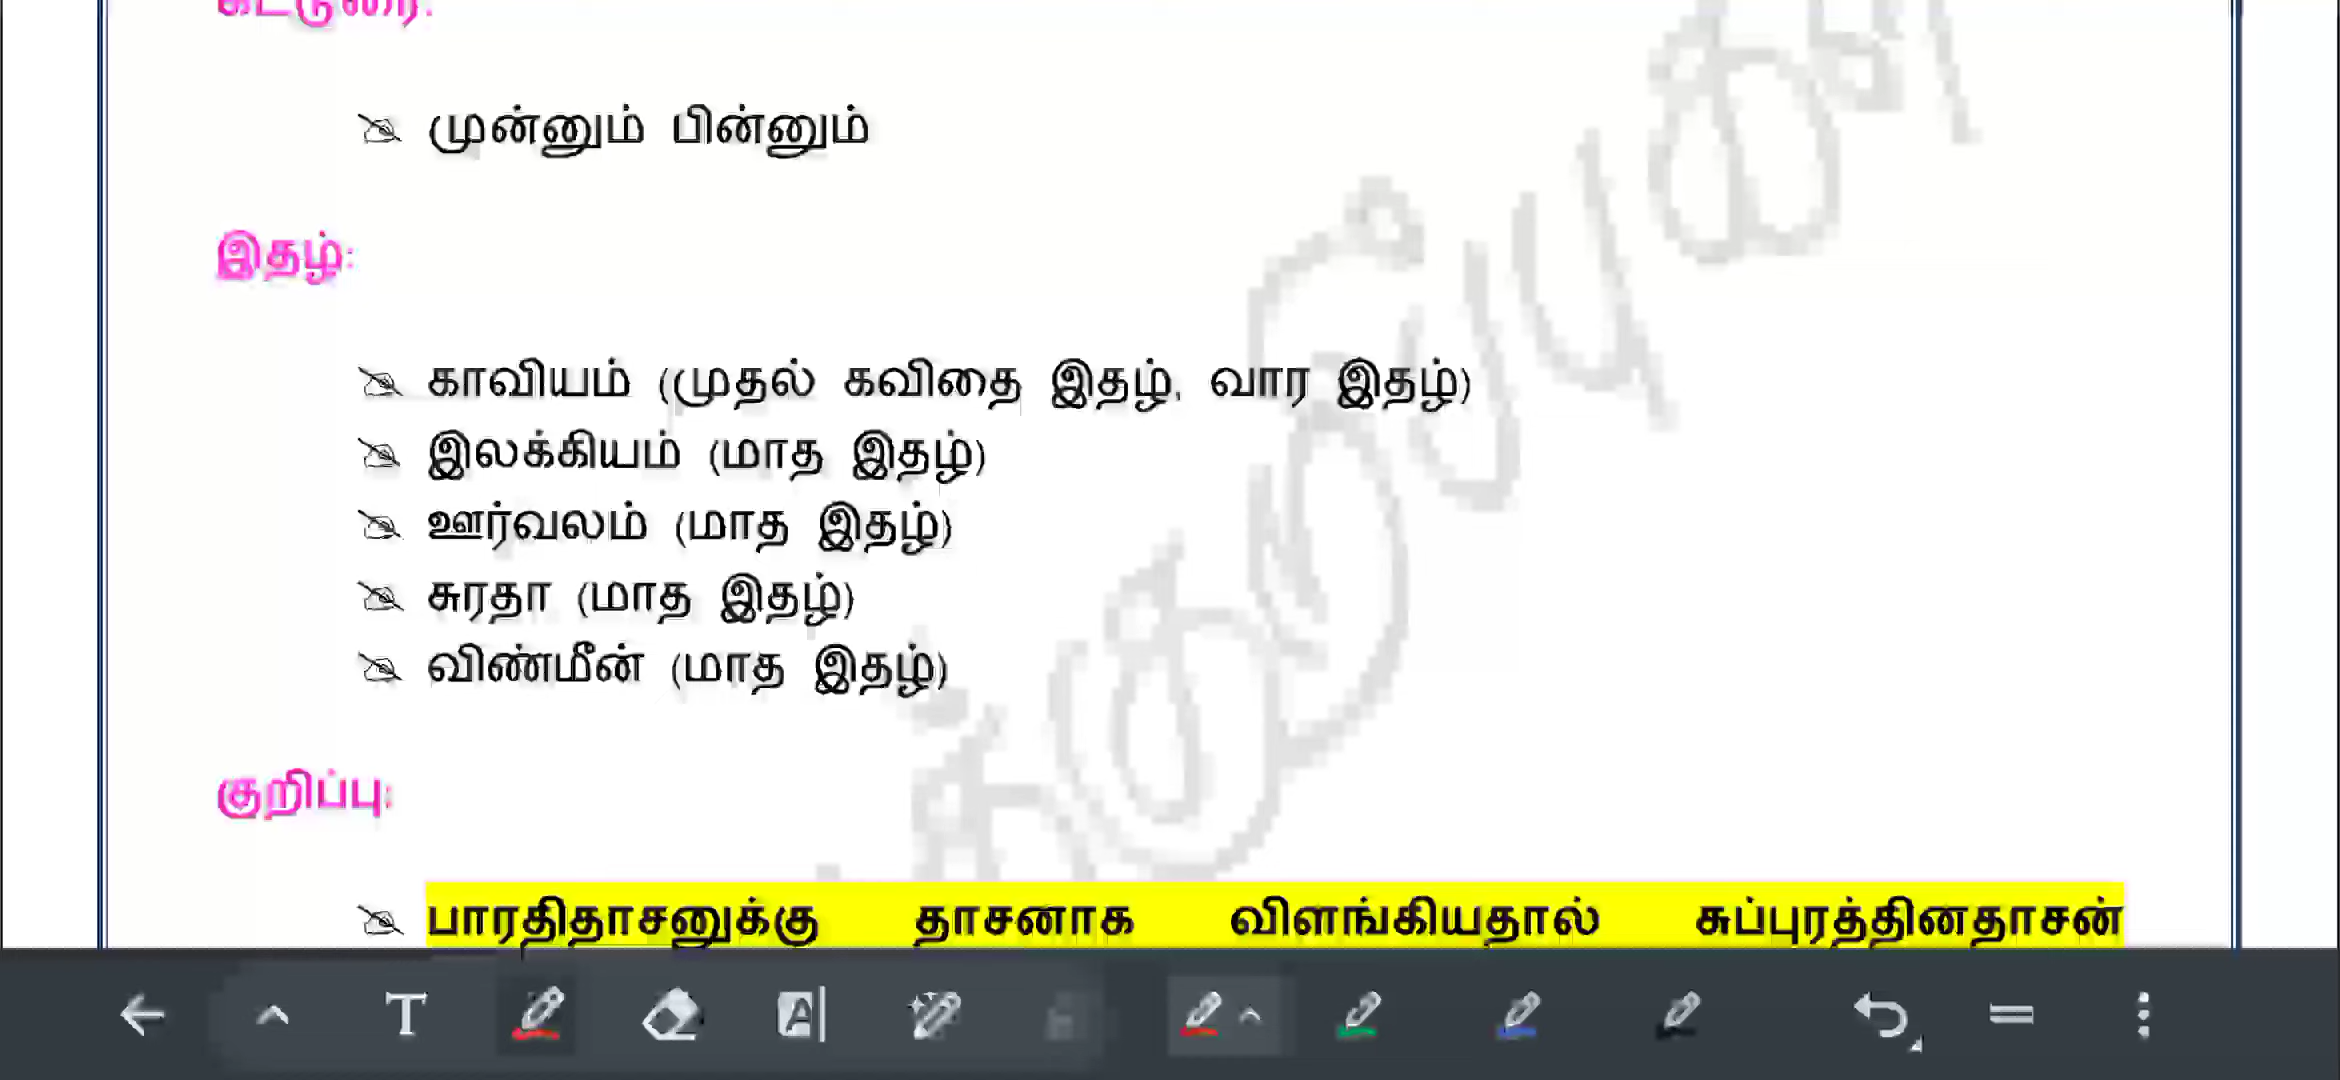 கட்டுரை:
முன்னும் பின்னும்
இதழ்:
காவியம் (முதல் கவிதை இதழ், வார இதழ்)
இலக்கியம் (மாத இதழ்)
ஊர்வலம் (மாத இதழ்)
சுரதா (மாத இதழ்)
விண்மீன் (மாத இதழ்)
குறிப்பு:
பாரதிதாசனுக்கு தாசனாக விளங்கியதால் சுப்புரத்தினதாசன்